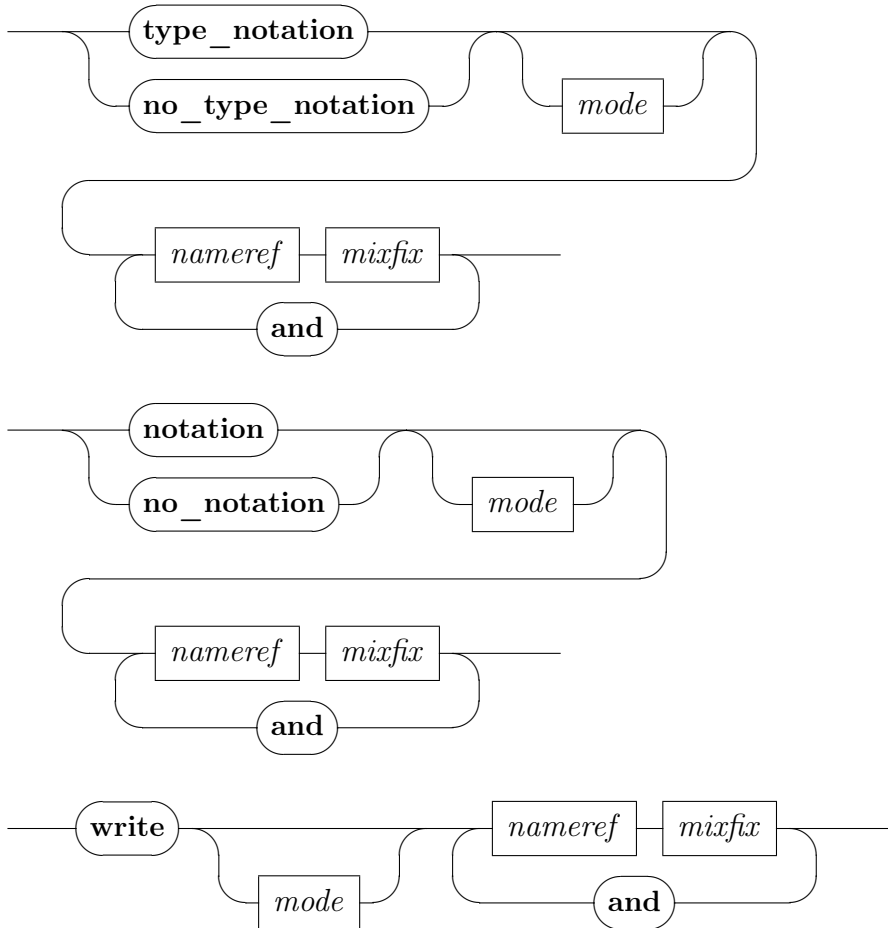 type_notation
no_type_notation mode
nameref mixfix
and
notation
no_notation mode
nameref mixfix
and
write nameref mixfix
mode and